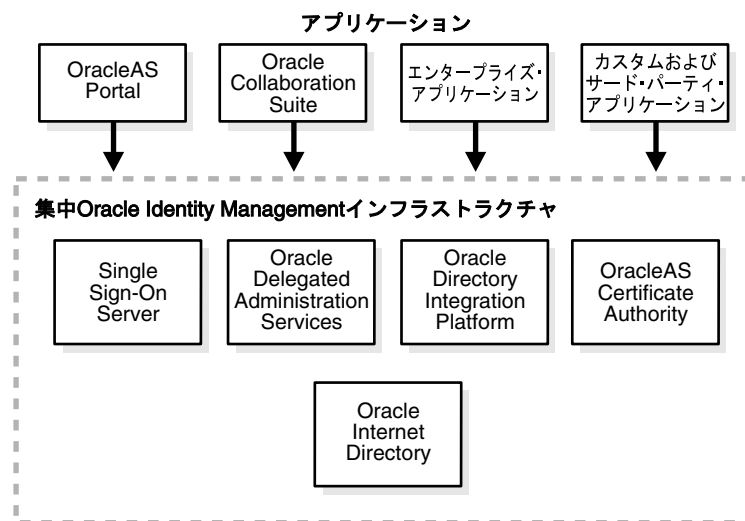 アプリケーション
OracleAS
Portal
Oracle
Collaboration
Suite
エンタープライズ・
アプリケーション
カスタムおよび
サード・パーティ・
アプリケーション
集中Oracle Identity Managementインフラストラクチャ
Single
Sign-On
Server
Oracle
Delegated
Administration
Services
Oracle
Directory
Integration
Platform
OracleAS
Certificate
Authority
Oracle
Internet
Directory